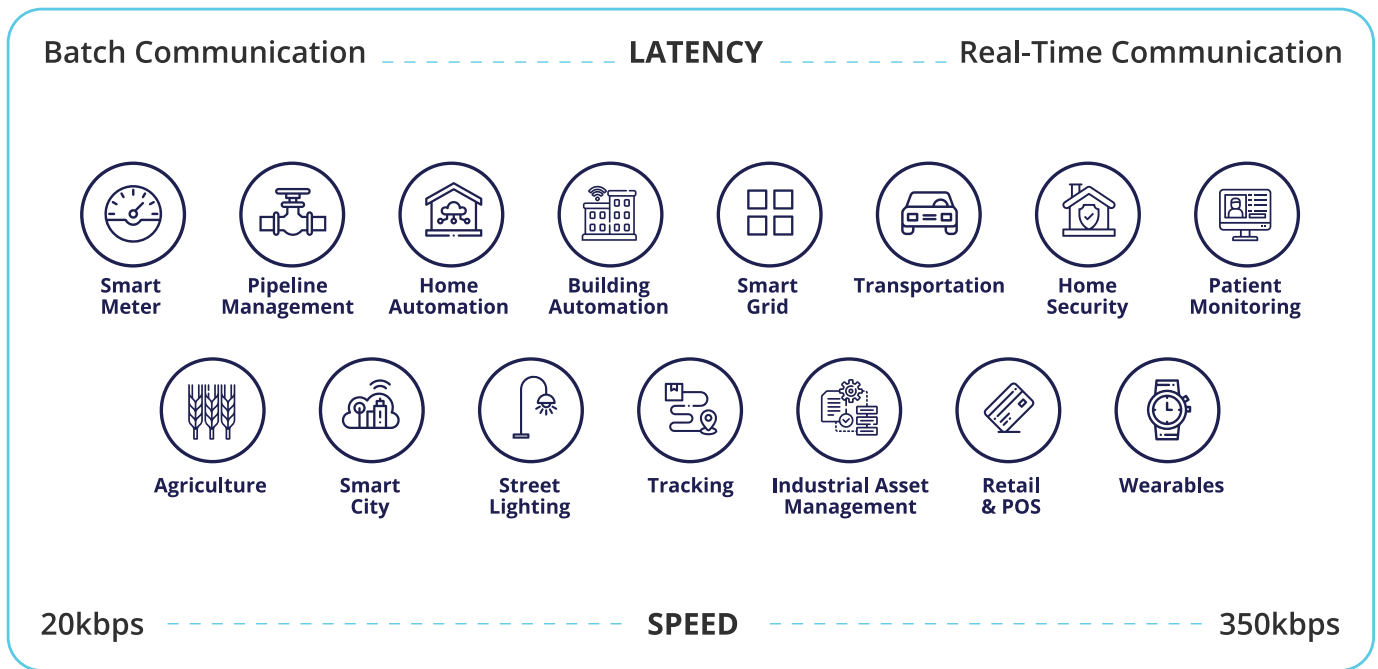 Batch Communication LATENCY Real-Time Communication
Smart Meter
Pipeline Management
Home Automation
Building Automation
Smart Grid
Transportation
Home Security
Patient Monitoring
Agriculture
Smart City
Street Lighting
Tracking
Industrial Asset Management
Retail & POS
Wearables
20kbps SPEED 350kbps